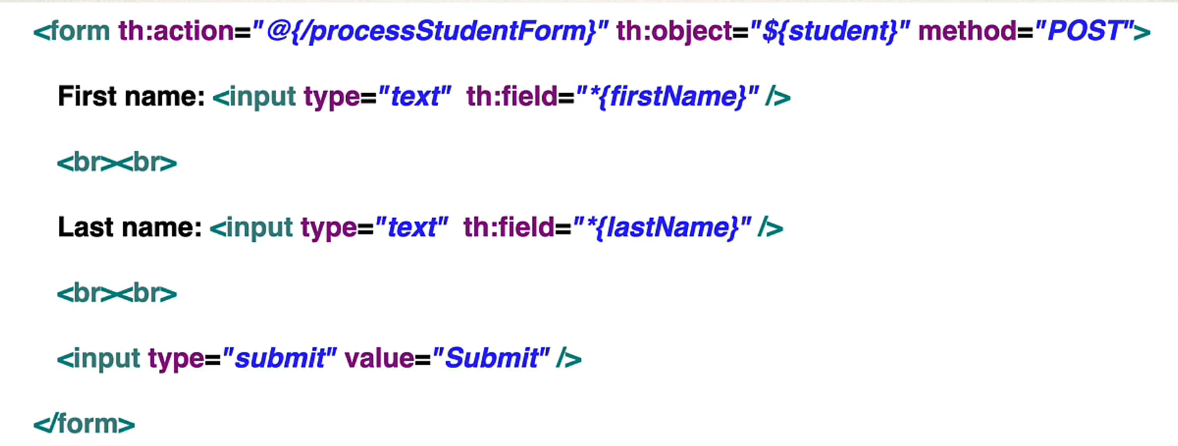 <form th:action="@{/processStudentForm}" th:object="${student}" method="POST">
First name: <input type="text" th:field="*{firstName}" />
<br><br>
Last name: <input type="text" th:field="*{lastName}" />
<br><br>
<input type="submit" value="Submit" />
</form>